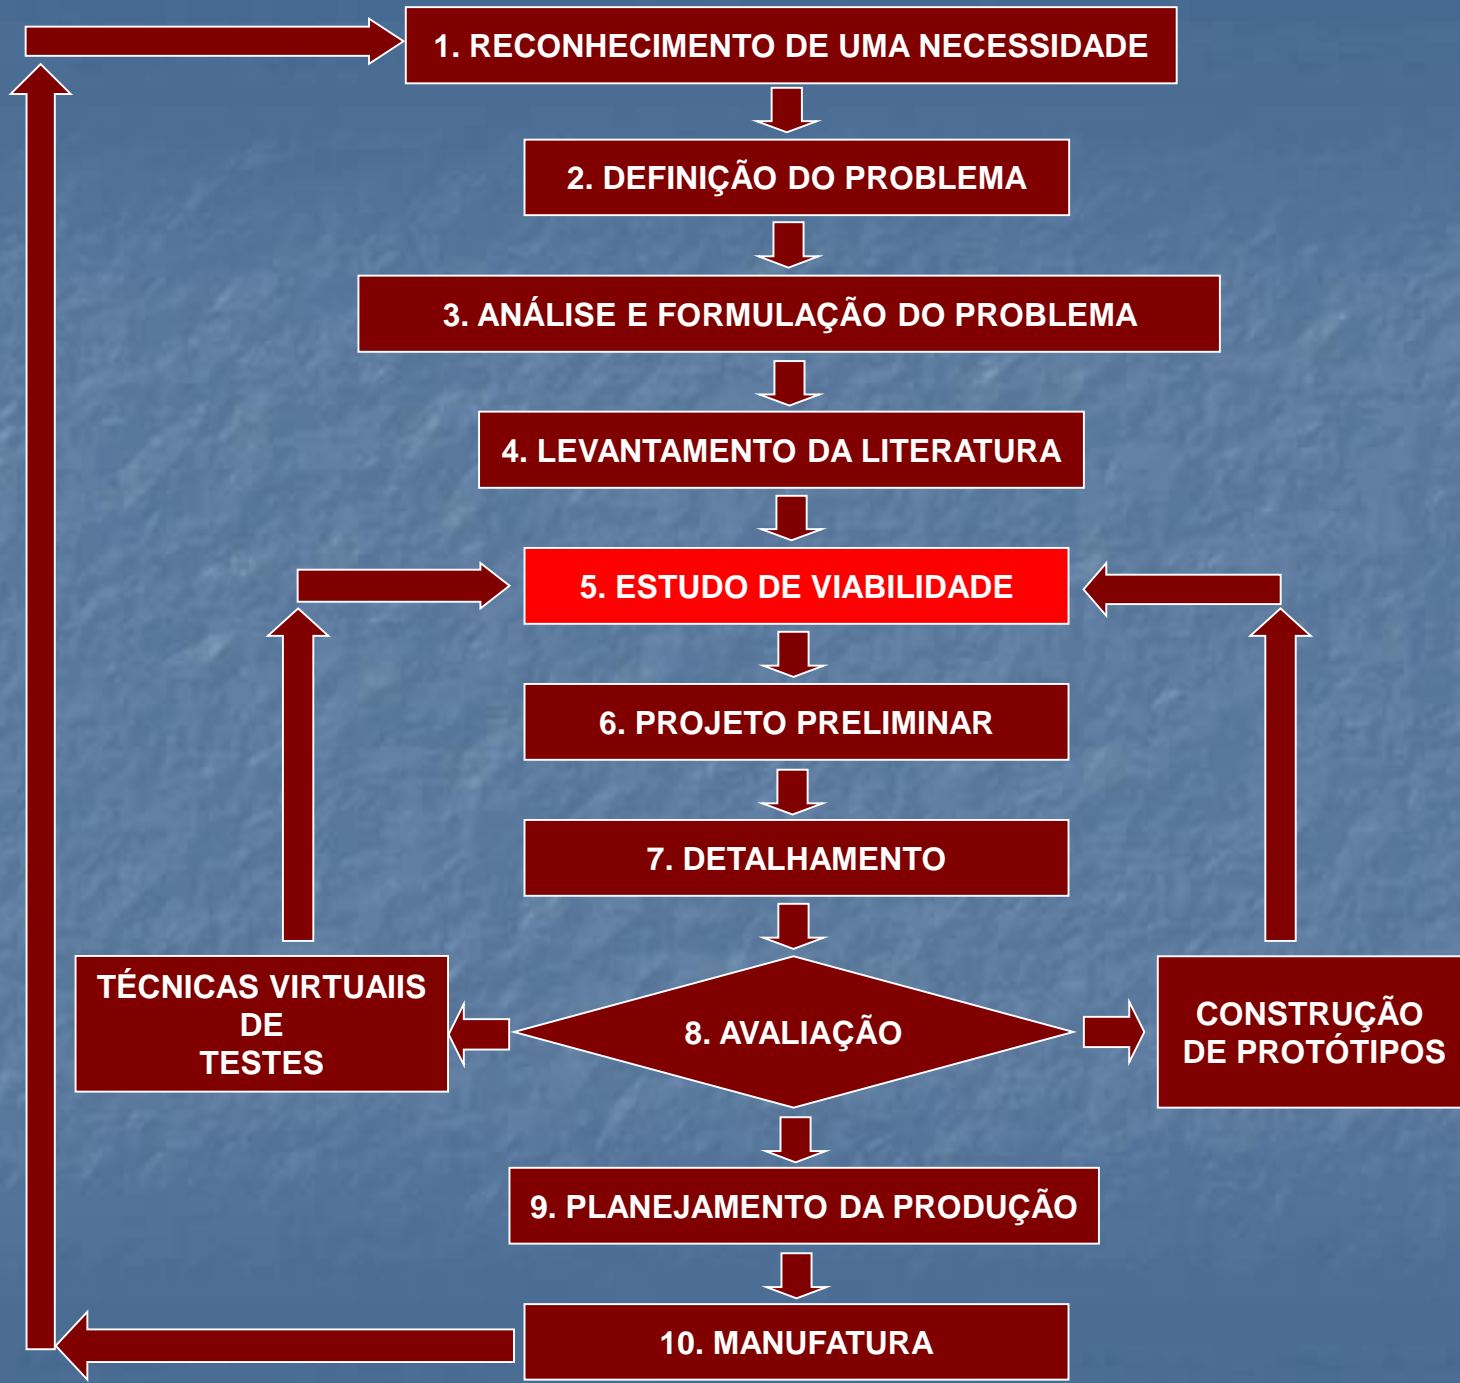 1. RECONHECIMENTO DE UMA NECESSIDADE
2. DEFINIÇÃO DO PROBLEMA
3. ANÁLISE E FORMULAÇÃO DO PROBLEMA
4. LEVANTAMENTO DA LITERATURA
5. ESTUDO DE VIABILIDADE
6. PROJETO PRELIMINAR
7. DETALHAMENTO
TÉCNICAS VIRTUAIIS
DE
TESTES
8. AVALIAÇÃO
CONSTRUÇÃO
DE PROTÓTIPOS
9. PLANEJAMENTO DA PRODUÇÃO
10. MANUFATURA